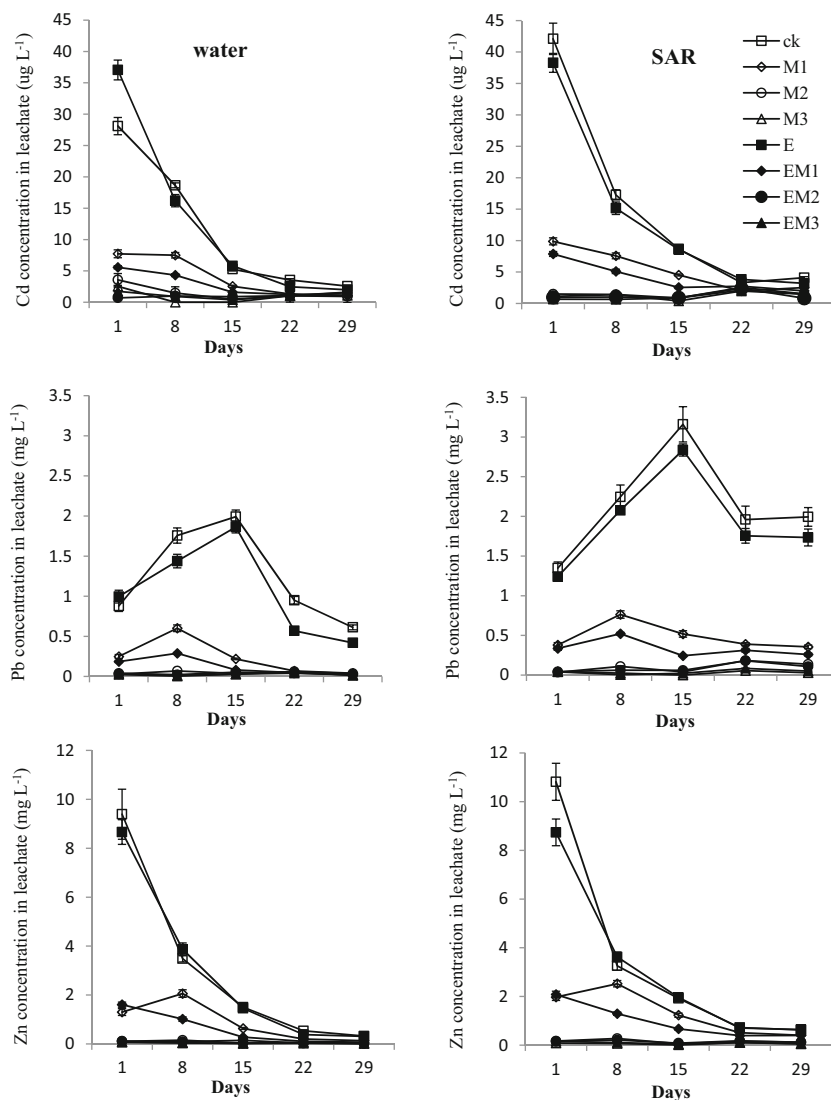 water
Cd concentration in leachate (ug L-1)
45
40
35
30
25
20
15
10
5
0
1 8 15 22 29
Days
SAR
Cd concentration in leachate (ug L-1)
45
40
35
30
25
20
15
10
5
0
1 8 15 22 29
Days
ck
M1
M2
M3
E
EM1
EM2
EM3
Pb concentration in leachate (mg L-1)
3.5
3
2.5
2
1.5
1
0.5
0
1 8 15 22 29
Days
Pb concentration in leachate (mg L-1)
3.5
3
2.5
2
1.5
1
0.5
0
1 8 15 22 29
Days
Zn concentration in leachate (mg L-1)
12
10
8
6
4
2
0
1 8 15 22 29
Days
Zn concentration in leachate (mg L-1)
12
10
8
6
4
2
0
1 8 15 22 29
Days